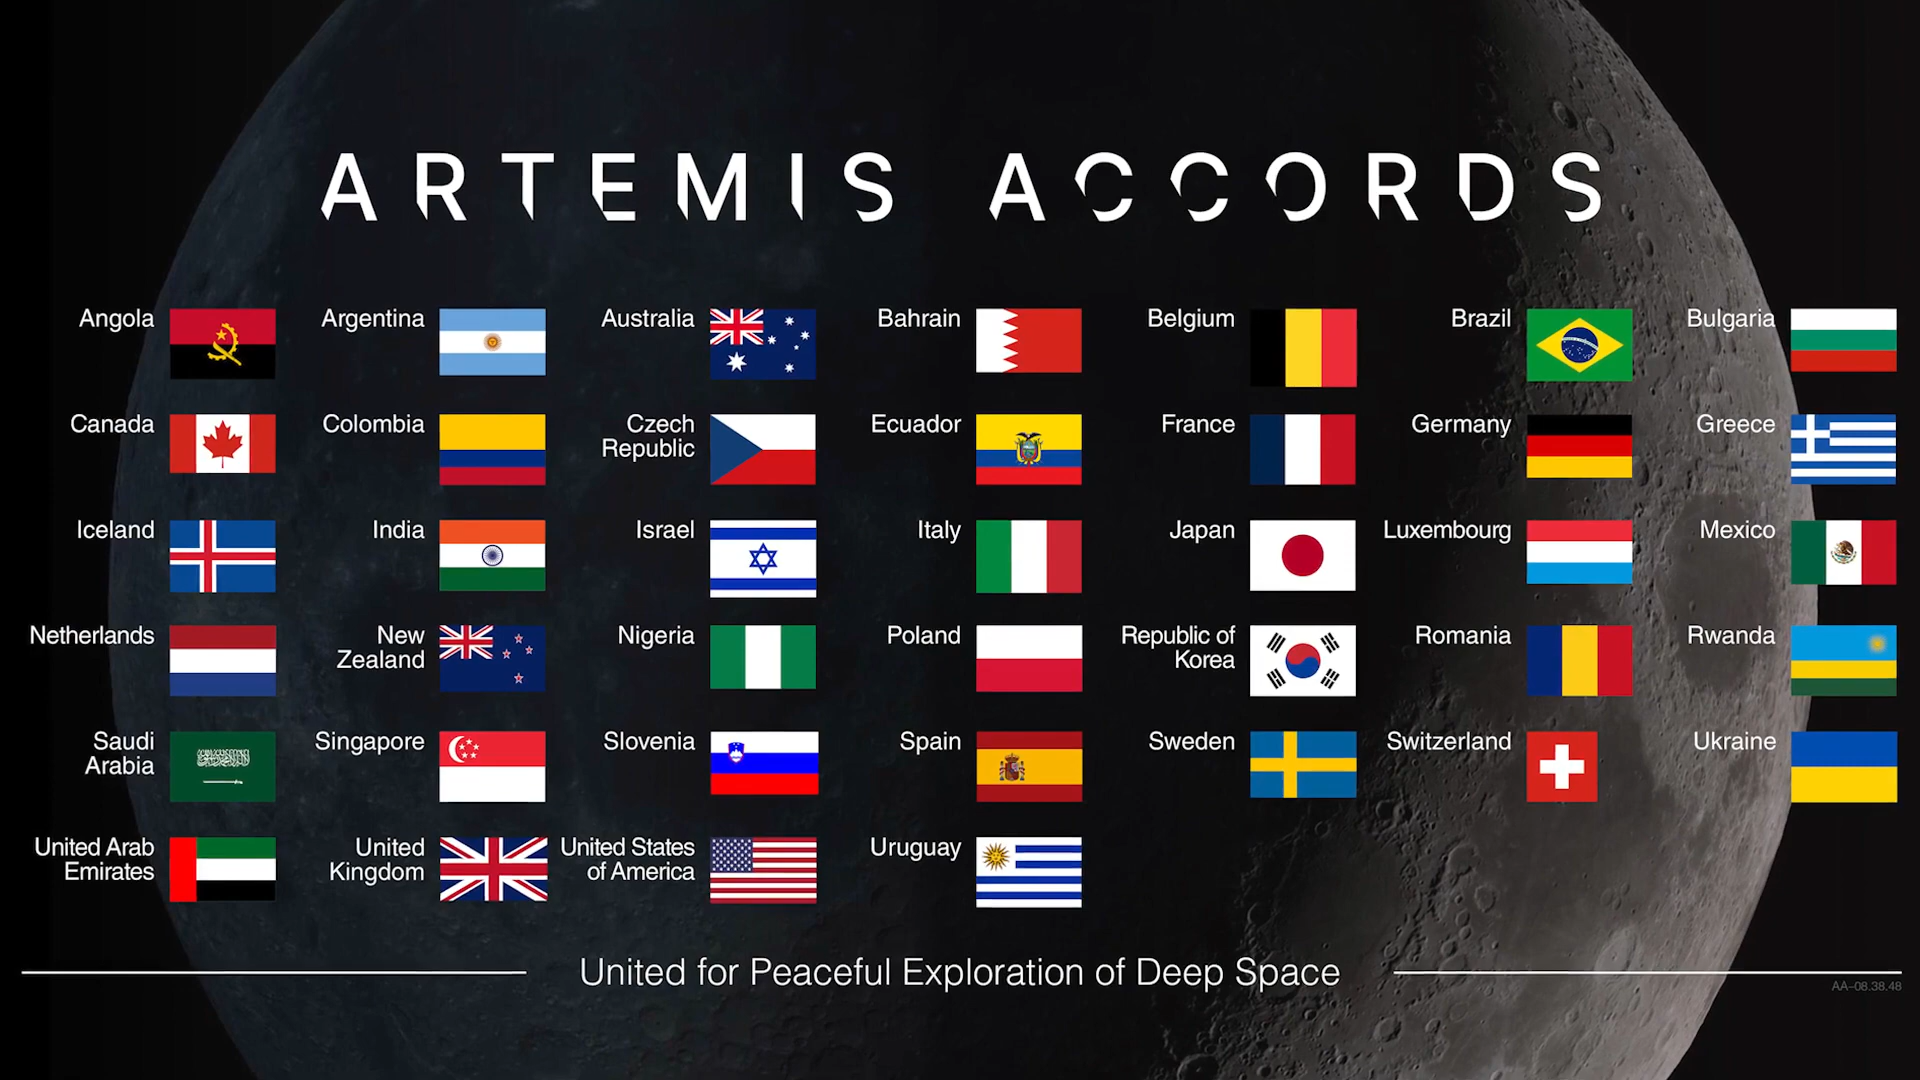 ARTEMIS ACCORDS
Angola
Argentina
Australia
Bahrain
Belgium
Brazil
Bulgaria
Canada
Colombia
Czech
Republic
Ecuador
France
Germany
Greece
Iceland
India
Israel
Italy
Japan
Luxembourg
Mexico
Netherlands
New
Zealand
Nigeria
Poland
Republic of
Korea
Romania
Rwanda
Saudi
Arabia
Singapore
Slovenia
Spain
Sweden
Switzerland
Ukraine
United Arab
Emirates
United
Kingdom
United States
of America
Uruguay
United for Peaceful Exploration of Deep Space
AA-08.38.48